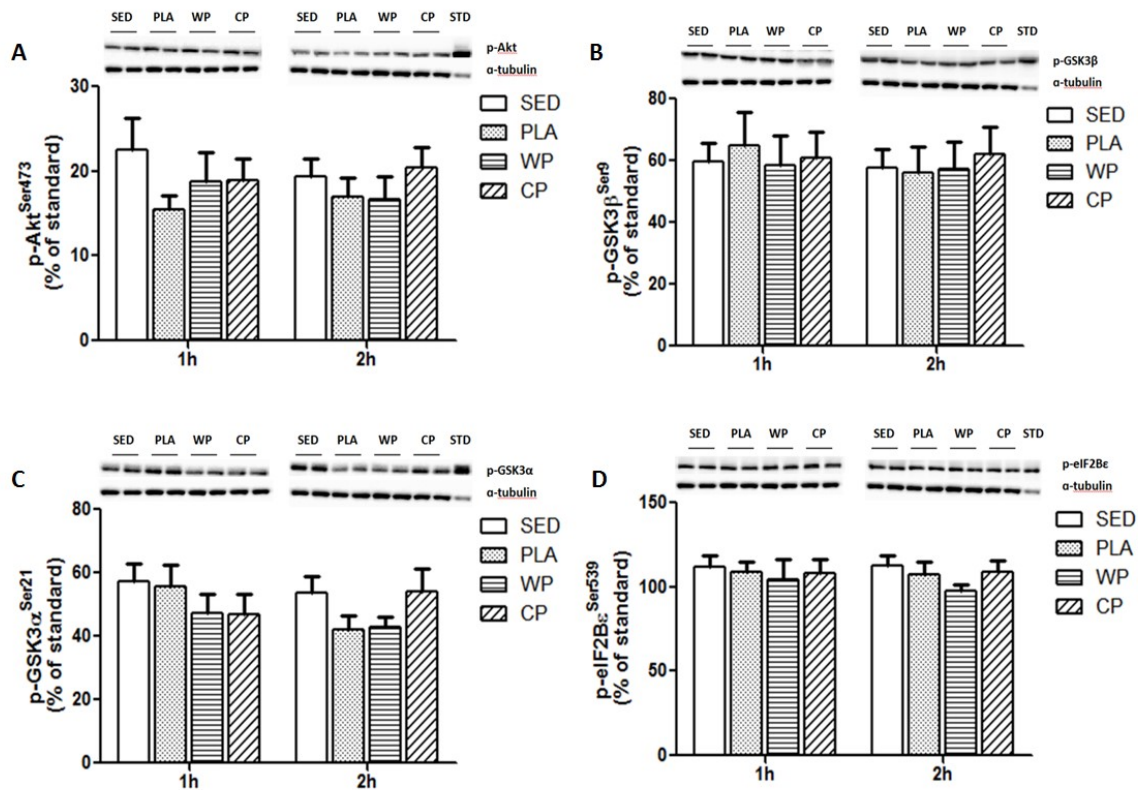 A
SED PLA WP CP SED PLA WP CP STD
p-Akt
α-tubulin
p-Akt^Ser473
(% of standard)
30
20
10
0
1h 2h
SED
PLA
WP
CP
B
SED PLA WP CP SED PLA WP CP STD
p-GSK3β
α-tubulin
p-GSK3β^Ser9
(% of standard)
80
60
40
20
0
1h 2h
SED
PLA
WP
CP
C
SED PLA WP CP SED PLA WP CP STD
p-GSK3α
α-tubulin
p-GSK3α^Ser21
(% of standard)
80
60
40
20
0
1h 2h
SED
PLA
WP
CP
D
SED PLA WP CP SED PLA WP CP STD
p-eIF2Bε
α-tubulin
p-eIF2Bε^Ser539
(% of standard)
150
100
50
0
1h 2h
SED
PLA
WP
CP